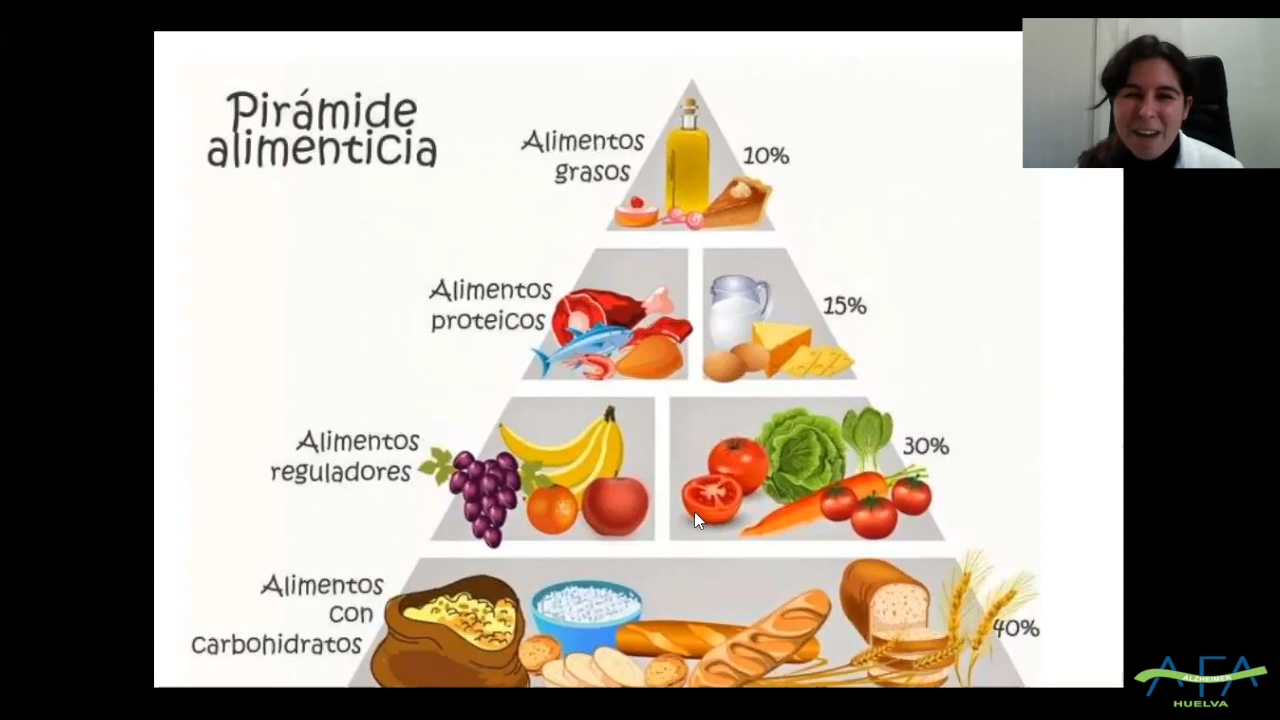 Pirámide
alimenticia
Alimentos
grasos
10%
Alimentos
proteicos
15%
Alimentos
reguladores
30%
Alimentos
con
carbohidratos
40%
AFA
ALZHEIMER
HUELVA